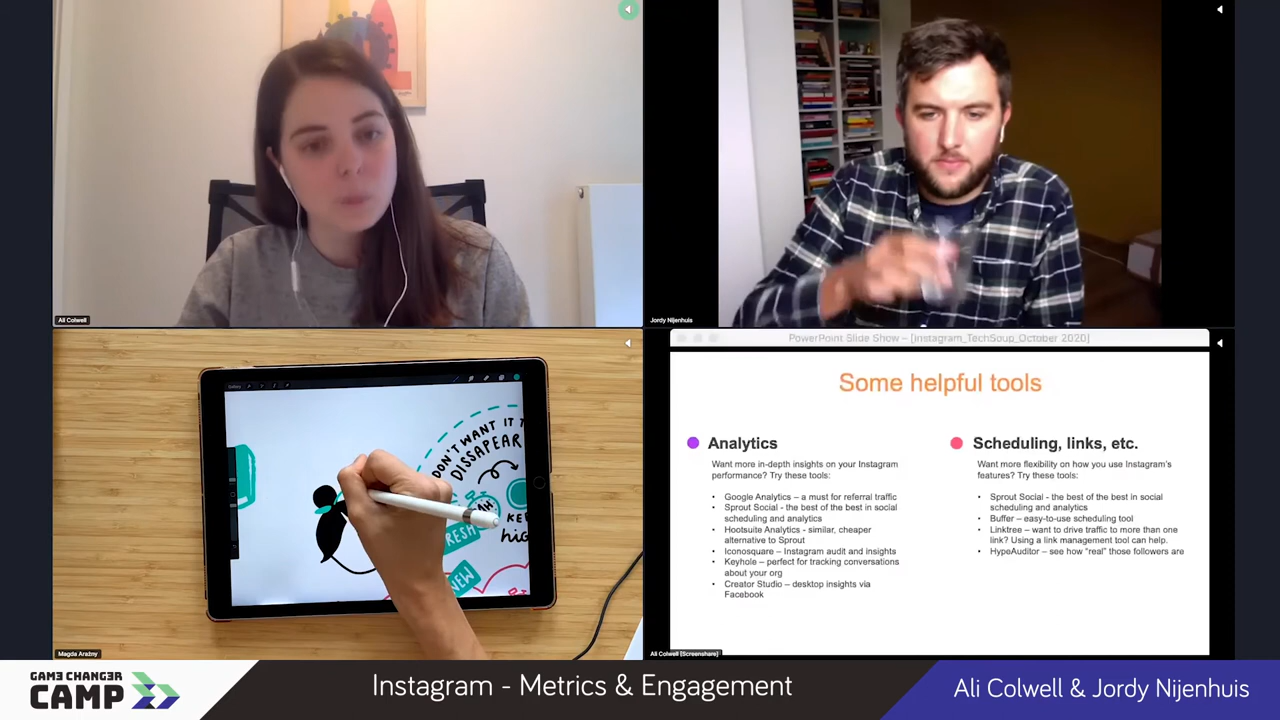 Ali Colwell
Jordy Nijenhuis
Gallery
DON'T WANT IT T
DISSAPEAR
FRESH
KEE
hig
NEW
Magda Arażny
PowerPoint Slide Show – [Instagram_TechSoup_October 2020]
Some helpful tools
Analytics
Want more in-depth insights on your Instagram
performance? Try these tools:
• Google Analytics – a must for referral traffic
• Sprout Social - the best of the best in social
scheduling and analytics
• Hootsuite Analytics - similar, cheaper
alternative to Sprout
• Iconosquare – Instagram audit and insights
• Keyhole – perfect for tracking conversations
about your org
• Creator Studio – desktop insights via
Facebook
Scheduling, links, etc.
Want more flexibility on how you use Instagram's
features? Try these tools:
• Sprout Social - the best of the best in social
scheduling and analytics
• Buffer – easy-to-use scheduling tool
• Linktree – want to drive traffic to more than one
link? Using a link management tool can help.
• HypeAuditor – see how “real” those followers are
Ali Colwell [Screenshare]
GAME CHANGER
CAMP
Instagram - Metrics & Engagement
Ali Colwell & Jordy Nijenhuis